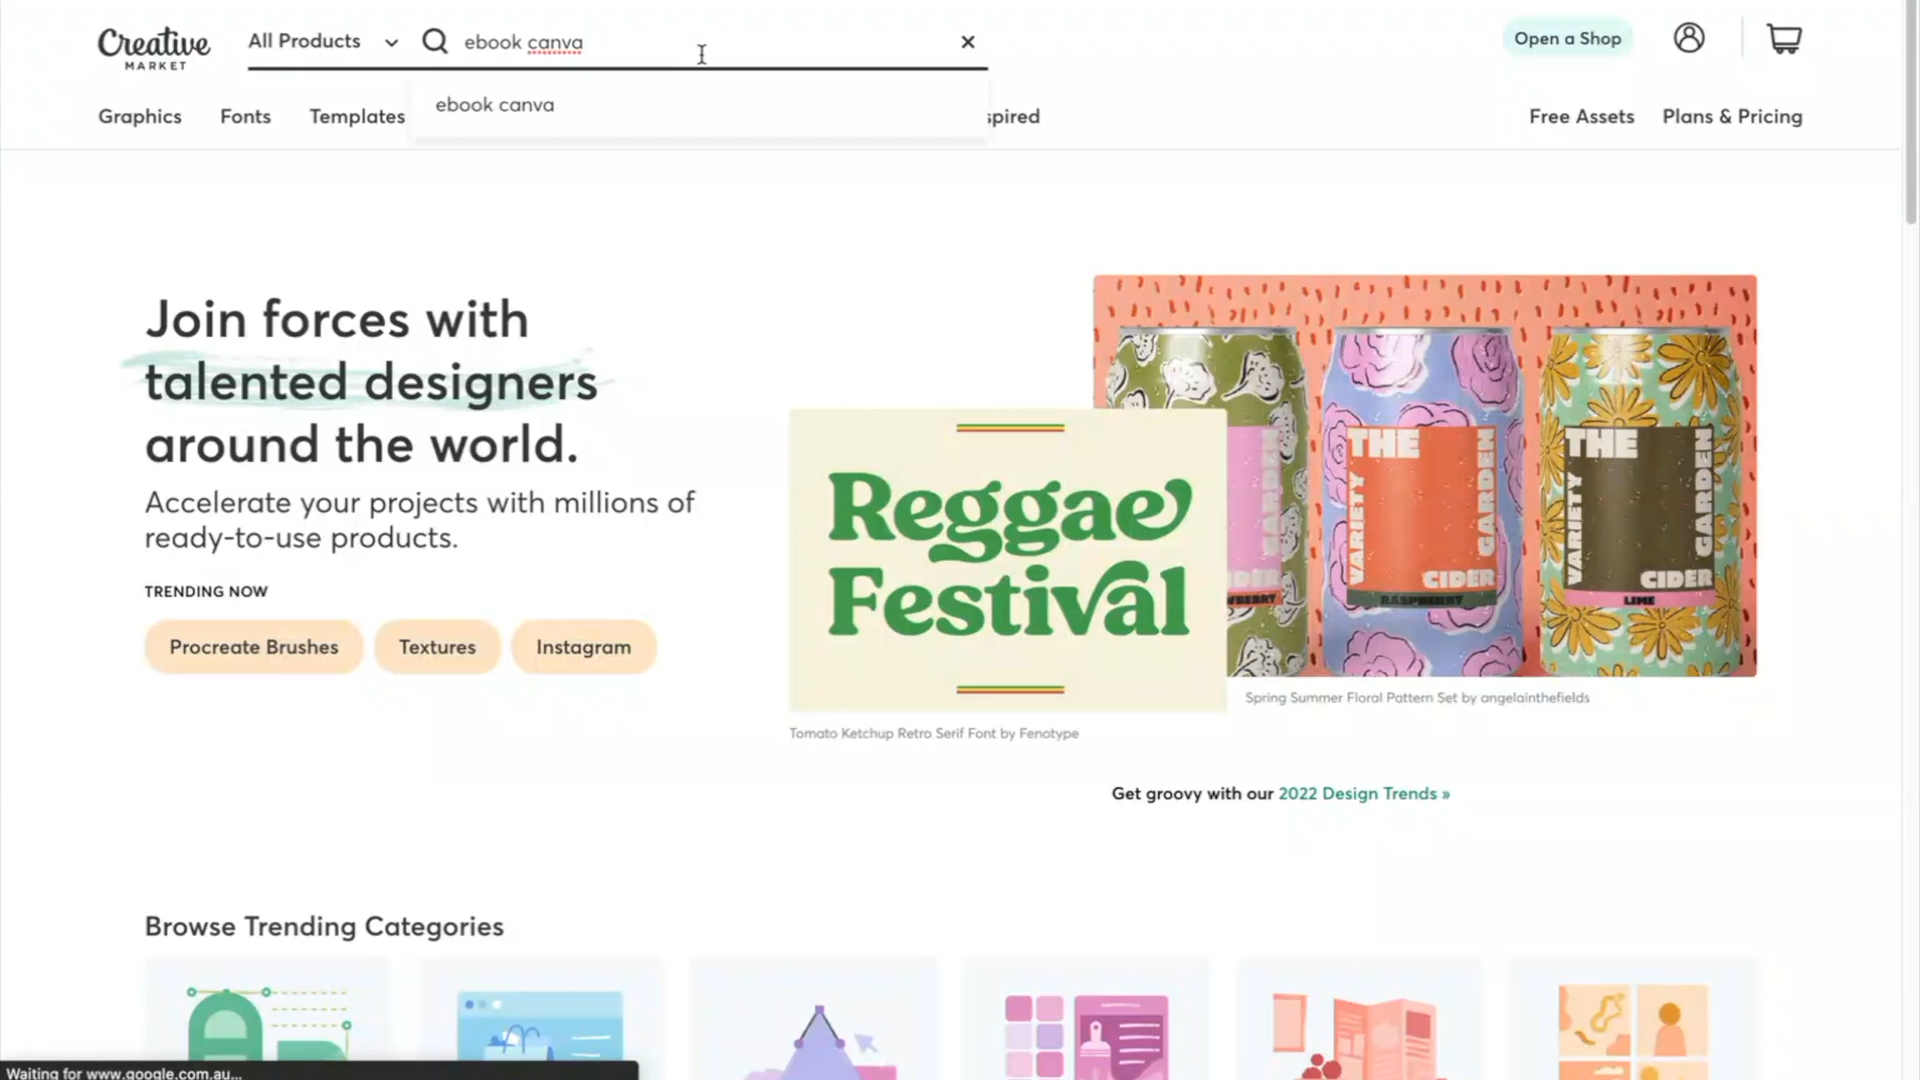 Creative
MARKET
All Products
ebook canva
Open a Shop
ebook canva
Graphics
Fonts
Templates
spired
Free Assets
Plans & Pricing
Join forces with
talented designers
around the world.
Accelerate your projects with millions of
ready-to-use products.
TRENDING NOW
Procreate Brushes
Textures
Instagram
Reggae
Festival
THE
VARIETY
GARDEN
CIDER
RASPBERRY
THE
VARIETY
GARDEN
CIDER
LIME
Spring Summer Floral Pattern Set by angelainthefields
Tomato Ketchup Retro Serif Font by Fenotype
Get groovy with our 2022 Design Trends »
Browse Trending Categories
Waiting for www.google.com.au...